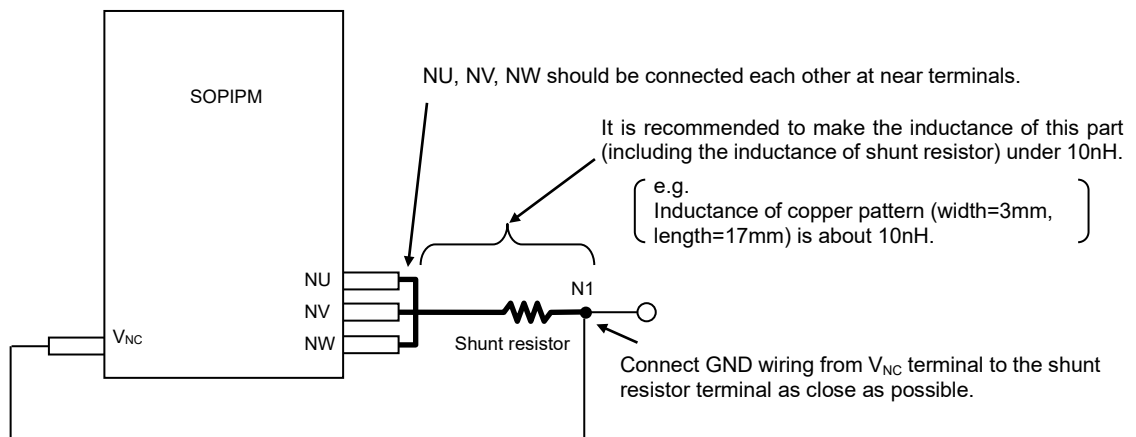 SOPIPM
NU, NV, NW should be connected each other at near terminals.
It is recommended to make the inductance of this part
(including the inductance of shunt resistor) under 10nH.
e.g.
Inductance of copper pattern (width=3mm,
length=17mm) is about 10nH.
NU
NV
NW
VNC
N1
Shunt resistor
Connect GND wiring from VNC terminal to the shunt
resistor terminal as close as possible.